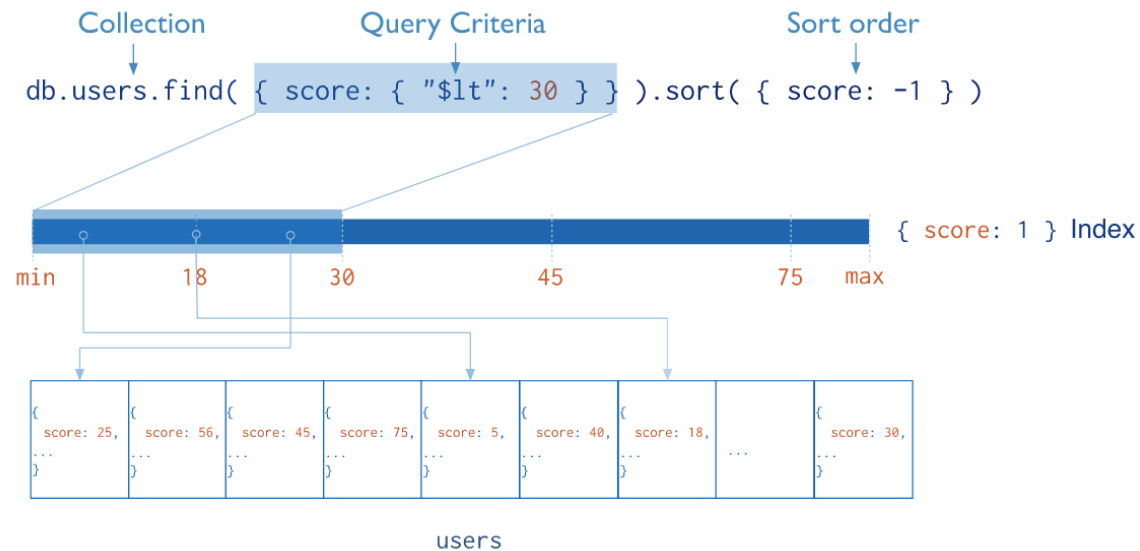 Collection Query Criteria Sort order
db.users.find( { score: { "$lt": 30 } } ).sort( { score: -1 } )
{ score: 1 } Index
min 18 30 45 75 max
{ { { { { { { {
score: 25, score: 56, score: 45, score: 75, score: 5, score: 40, score: 18, score: 30,
... ... ... ... ... ... ... ... ...
} } } } } } } }
users